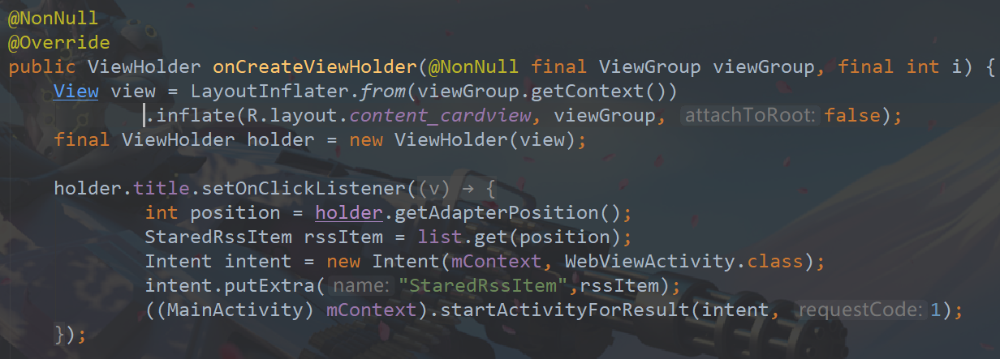 @NonNull
@Override
public ViewHolder onCreateViewHolder(@NonNull final ViewGroup viewGroup, final int i) {
View view = LayoutInflater.from(viewGroup.getContext())
.inflate(R.layout.content_cardview, viewGroup, attachToRoot: false);
final ViewHolder holder = new ViewHolder(view);
holder.title.setOnClickListener((v) → {
int position = holder.getAdapterPosition();
StaredRssItem rssItem = list.get(position);
Intent intent = new Intent(mContext, WebViewActivity.class);
intent.putExtra( name: "StaredRssItem",rssItem);
((MainActivity) mContext).startActivityForResult(intent, requestCode: 1);
});